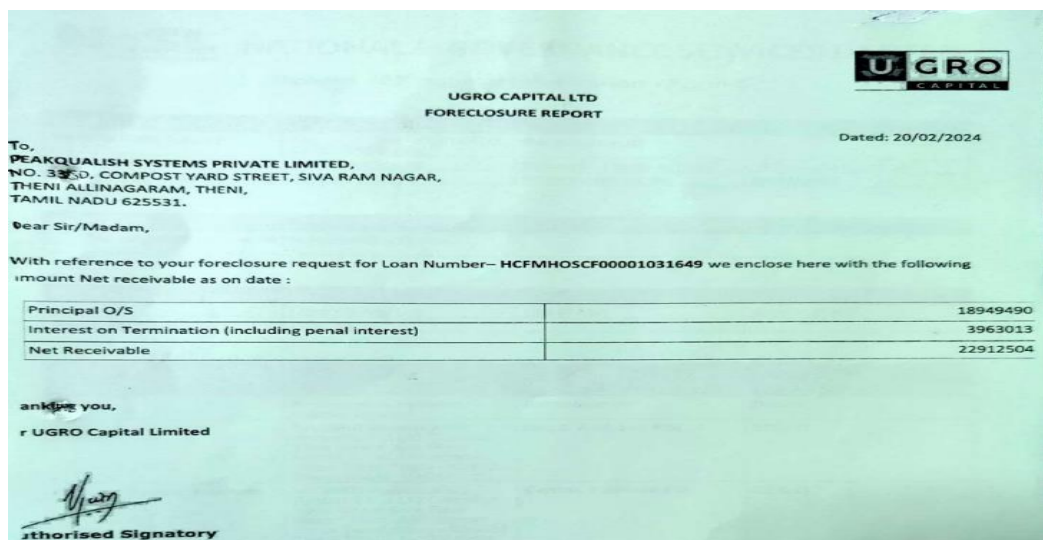 U GRO
CAPITAL
UGRO CAPITAL LTD
FORECLOSURE REPORT
Dated: 20/02/2024
To,
PEAKQUALISH SYSTEMS PRIVATE LIMITED,
COMPOST YARD STREET, SIVA RAM NAGAR,
THENI ALLINAGARAM, THENI,
TAMIL NADU 625531.
Dear Sir/Madam,
With reference to your foreclosure request for Loan Number– HCFMHOSCF00001031649 we enclose here with the following
mount Net receivable as on date :
Principal O/S 18949490
Interest on Termination (including penal interest) 3963013
Net Receivable 22912504
you,
r UGRO Capital Limited
thorised Signatory